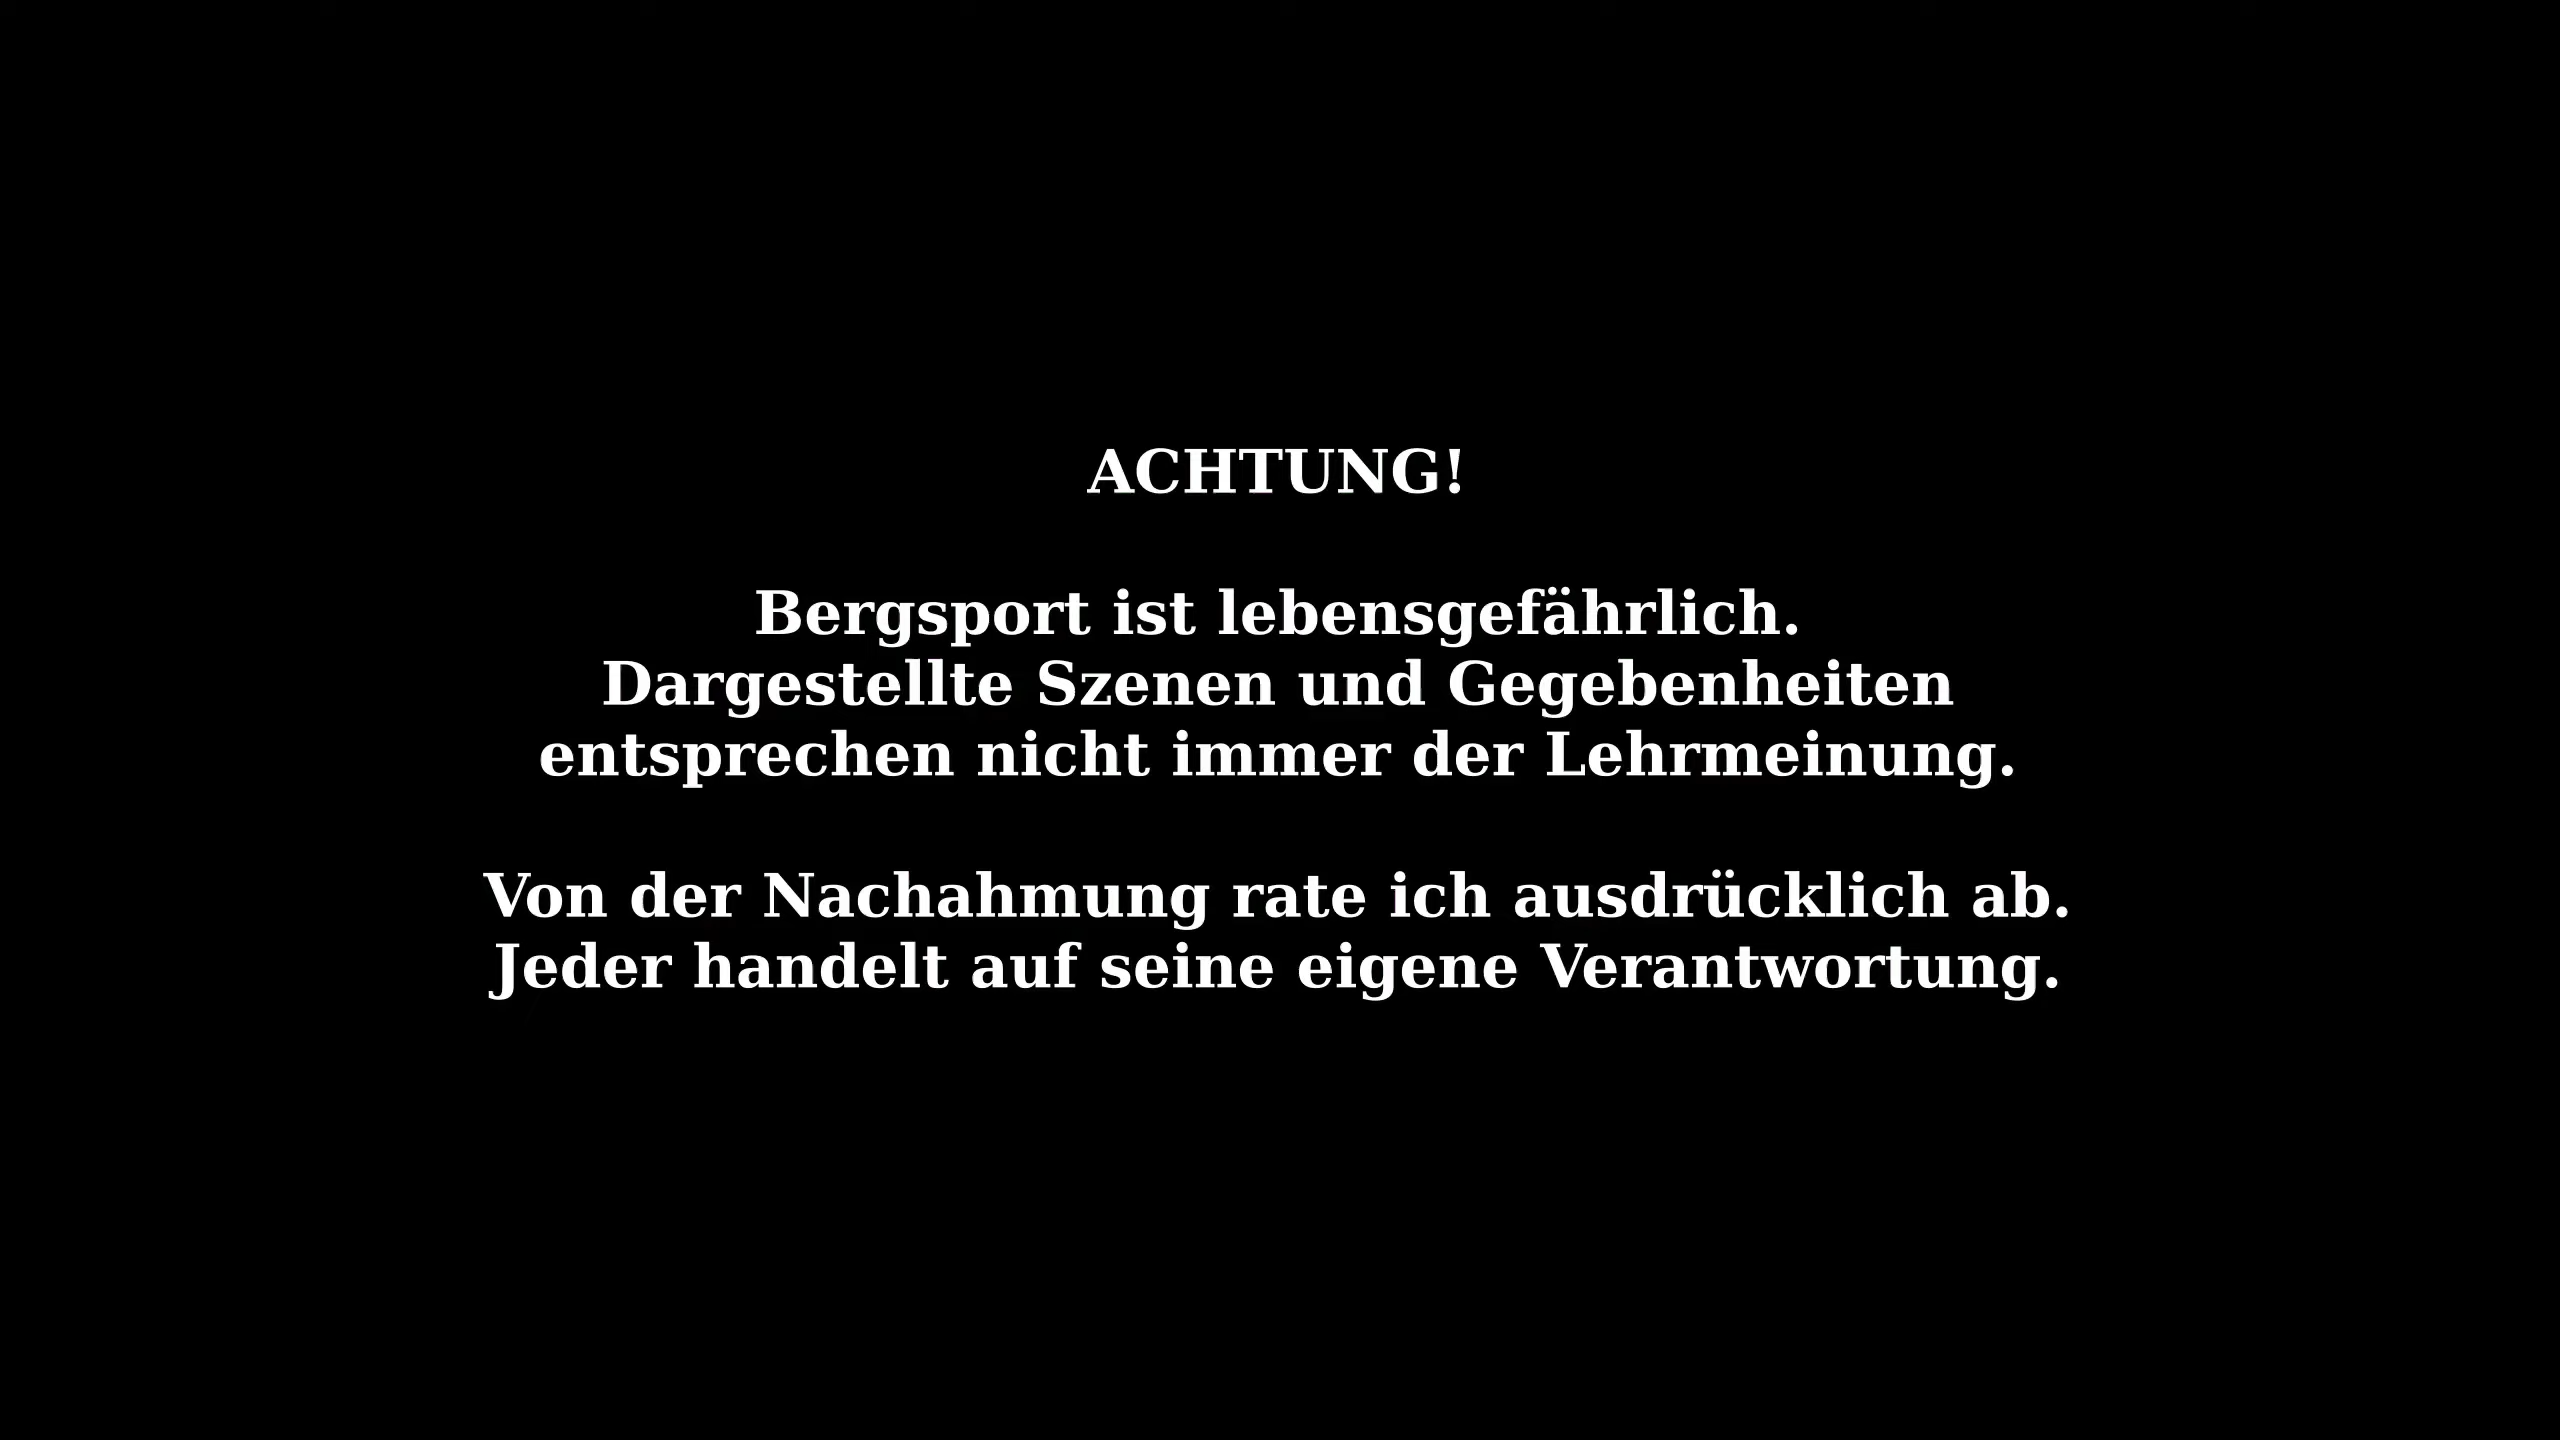 ACHTUNG!
Bergsport ist lebensgefährlich.
Dargestellte Szenen und Gegebenheiten
entsprechen nicht immer der Lehrmeinung.
Von der Nachahmung rate ich ausdrücklich ab.
Jeder handelt auf seine eigene Verantwortung.